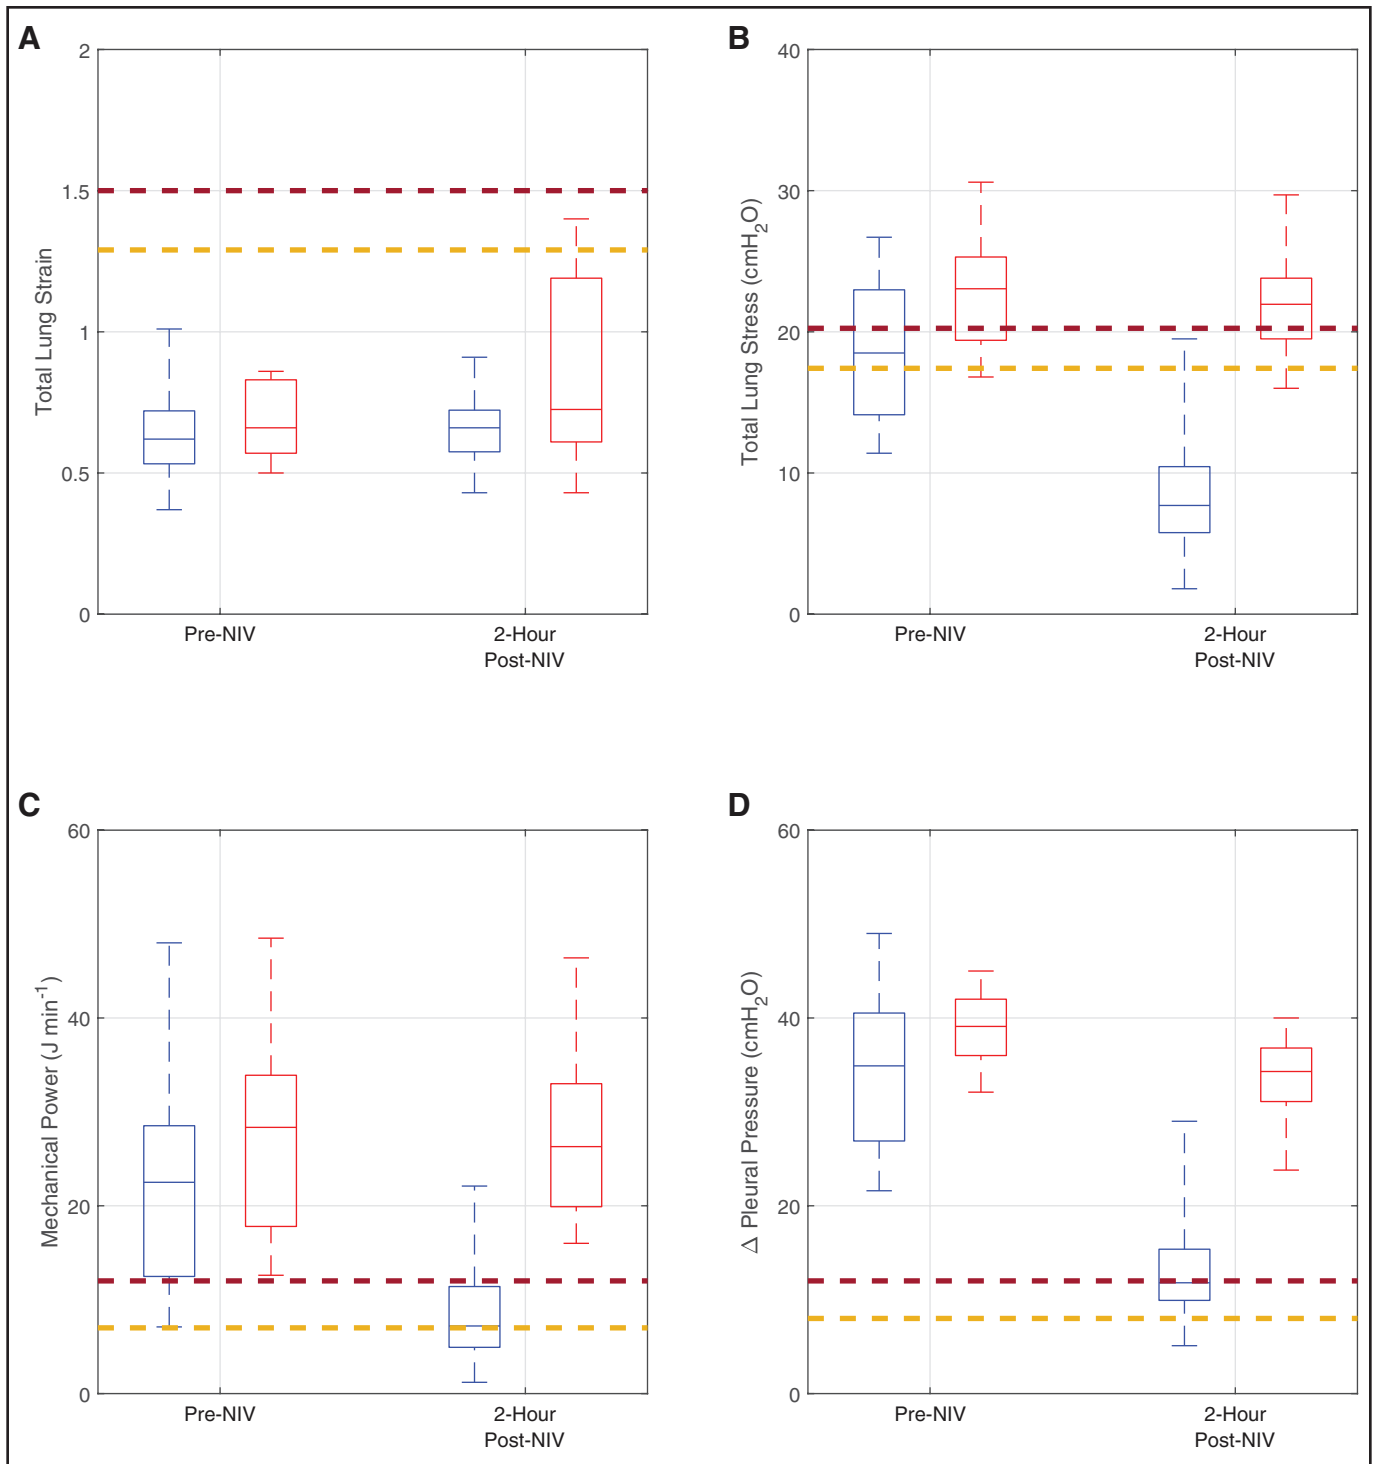 A
2
1.5
1
0.5
0
Total Lung Strain
Pre-NIV
2-Hour
Post-NIV
B
40
30
20
10
0
Total Lung Stress (cmH2O)
Pre-NIV
2-Hour
Post-NIV
C
60
40
20
0
Mechanical Power (J min-1)
Pre-NIV
2-Hour
Post-NIV
D
60
40
20
0
Δ Pleural Pressure (cmH2O)
Pre-NIV
2-Hour
Post-NIV